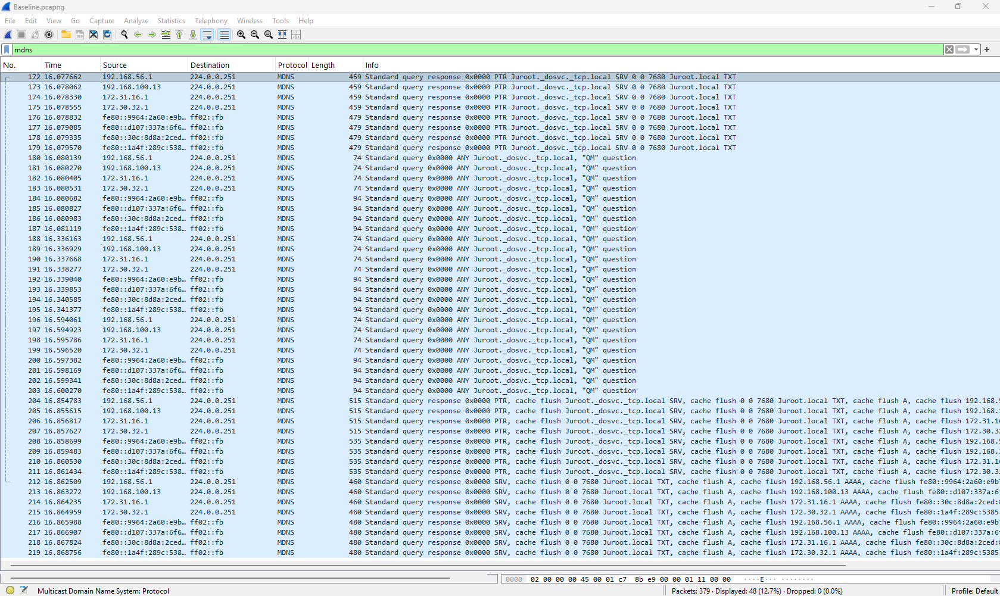 Baseline.pcapng
File Edit View Go Capture Analyze Statistics Telephony Wireless Tools Help
mdns
No. Time Source Destination Protocol Length Info
172 16.077662 192.168.56.1 224.0.0.251 MDNS 459 Standard query response 0x0000 PTR Juroot._dosvc._tcp.local SRV 0 0 7680 Juroot.local TXT
173 16.078062 192.168.100.13 224.0.0.251 MDNS 459 Standard query response 0x0000 PTR Juroot._dosvc._tcp.local SRV 0 0 7680 Juroot.local TXT
174 16.078330 172.31.16.1 224.0.0.251 MDNS 459 Standard query response 0x0000 PTR Juroot._dosvc._tcp.local SRV 0 0 7680 Juroot.local TXT
175 16.078555 172.30.32.1 224.0.0.251 MDNS 459 Standard query response 0x0000 PTR Juroot._dosvc._tcp.local SRV 0 0 7680 Juroot.local TXT
176 16.078832 fe80::9964:2a60:e9b… ff02::fb MDNS 479 Standard query response 0x0000 PTR Juroot._dosvc._tcp.local SRV 0 0 7680 Juroot.local TXT
177 16.079085 fe80::d107:337a:6f6… ff02::fb MDNS 479 Standard query response 0x0000 PTR Juroot._dosvc._tcp.local SRV 0 0 7680 Juroot.local TXT
178 16.079335 fe80::30c:8d8a:2ced… ff02::fb MDNS 479 Standard query response 0x0000 PTR Juroot._dosvc._tcp.local SRV 0 0 7680 Juroot.local TXT
179 16.079570 fe80::1a4f:289c:538… ff02::fb MDNS 479 Standard query response 0x0000 PTR Juroot._dosvc._tcp.local SRV 0 0 7680 Juroot.local TXT
180 16.080139 192.168.56.1 224.0.0.251 MDNS 74 Standard query 0x0000 ANY Juroot._dosvc._tcp.local, "QM" question
181 16.080270 192.168.100.13 224.0.0.251 MDNS 74 Standard query 0x0000 ANY Juroot._dosvc._tcp.local, "QM" question
182 16.080405 172.31.16.1 224.0.0.251 MDNS 74 Standard query 0x0000 ANY Juroot._dosvc._tcp.local, "QM" question
183 16.080531 172.30.32.1 224.0.0.251 MDNS 74 Standard query 0x0000 ANY Juroot._dosvc._tcp.local, "QM" question
184 16.080682 fe80::9964:2a60:e9b… ff02::fb MDNS 94 Standard query 0x0000 ANY Juroot._dosvc._tcp.local, "QM" question
185 16.080827 fe80::d107:337a:6f6… ff02::fb MDNS 94 Standard query 0x0000 ANY Juroot._dosvc._tcp.local, "QM" question
186 16.080983 fe80::30c:8d8a:2ced… ff02::fb MDNS 94 Standard query 0x0000 ANY Juroot._dosvc._tcp.local, "QM" question
187 16.081119 fe80::1a4f:289c:538… ff02::fb MDNS 94 Standard query 0x0000 ANY Juroot._dosvc._tcp.local, "QM" question
188 16.336163 192.168.56.1 224.0.0.251 MDNS 74 Standard query 0x0000 ANY Juroot._dosvc._tcp.local, "QM" question
189 16.336929 192.168.100.13 224.0.0.251 MDNS 74 Standard query 0x0000 ANY Juroot._dosvc._tcp.local, "QM" question
190 16.337668 172.31.16.1 224.0.0.251 MDNS 74 Standard query 0x0000 ANY Juroot._dosvc._tcp.local, "QM" question
191 16.338277 172.30.32.1 224.0.0.251 MDNS 74 Standard query 0x0000 ANY Juroot._dosvc._tcp.local, "QM" question
192 16.339040 fe80::9964:2a60:e9b… ff02::fb MDNS 94 Standard query 0x0000 ANY Juroot._dosvc._tcp.local, "QM" question
193 16.339853 fe80::d107:337a:6f6… ff02::fb MDNS 94 Standard query 0x0000 ANY Juroot._dosvc._tcp.local, "QM" question
194 16.340585 fe80::30c:8d8a:2ced… ff02::fb MDNS 94 Standard query 0x0000 ANY Juroot._dosvc._tcp.local, "QM" question
195 16.341377 fe80::1a4f:289c:538… ff02::fb MDNS 94 Standard query 0x0000 ANY Juroot._dosvc._tcp.local, "QM" question
196 16.594061 192.168.56.1 224.0.0.251 MDNS 74 Standard query 0x0000 ANY Juroot._dosvc._tcp.local, "QM" question
197 16.594923 192.168.100.13 224.0.0.251 MDNS 74 Standard query 0x0000 ANY Juroot._dosvc._tcp.local, "QM" question
198 16.595786 172.31.16.1 224.0.0.251 MDNS 74 Standard query 0x0000 ANY Juroot._dosvc._tcp.local, "QM" question
199 16.596520 172.30.32.1 224.0.0.251 MDNS 74 Standard query 0x0000 ANY Juroot._dosvc._tcp.local, "QM" question
200 16.597382 fe80::9964:2a60:e9b… ff02::fb MDNS 94 Standard query 0x0000 ANY Juroot._dosvc._tcp.local, "QM" question
201 16.598169 fe80::d107:337a:6f6… ff02::fb MDNS 94 Standard query 0x0000 ANY Juroot._dosvc._tcp.local, "QM" question
202 16.599341 fe80::30c:8d8a:2ced… ff02::fb MDNS 94 Standard query 0x0000 ANY Juroot._dosvc._tcp.local, "QM" question
203 16.600270 fe80::1a4f:289c:538… ff02::fb MDNS 94 Standard query 0x0000 ANY Juroot._dosvc._tcp.local, "QM" question
204 16.854783 192.168.56.1 224.0.0.251 MDNS 515 Standard query response 0x0000 PTR, cache flush Juroot._dosvc._tcp.local SRV, cache flush 0 0 7680 Juroot.local TXT, cache flush A, cache flush 192.168.5
205 16.855615 192.168.100.13 224.0.0.251 MDNS 515 Standard query response 0x0000 PTR, cache flush Juroot._dosvc._tcp.local SRV, cache flush 0 0 7680 Juroot.local TXT, cache flush A, cache flush 192.168.1
206 16.856817 172.31.16.1 224.0.0.251 MDNS 515 Standard query response 0x0000 PTR, cache flush Juroot._dosvc._tcp.local SRV, cache flush 0 0 7680 Juroot.local TXT, cache flush A, cache flush 172.31.16
207 16.857627 172.30.32.1 224.0.0.251 MDNS 515 Standard query response 0x0000 PTR, cache flush Juroot._dosvc._tcp.local SRV, cache flush 0 0 7680 Juroot.local TXT, cache flush A, cache flush 172.30.32
208 16.858699 fe80::9964:2a60:e9b… ff02::fb MDNS 535 Standard query response 0x0000 PTR, cache flush Juroot._dosvc._tcp.local SRV, cache flush 0 0 7680 Juroot.local TXT, cache flush A, cache flush 192.168.5
209 16.859483 fe80::d107:337a:6f6… ff02::fb MDNS 535 Standard query response 0x0000 PTR, cache flush Juroot._dosvc._tcp.local SRV, cache flush 0 0 7680 Juroot.local TXT, cache flush A, cache flush 192.168.1
210 16.860530 fe80::30c:8d8a:2ced… ff02::fb MDNS 535 Standard query response 0x0000 PTR, cache flush Juroot._dosvc._tcp.local SRV, cache flush 0 0 7680 Juroot.local TXT, cache flush A, cache flush 172.31.16
211 16.861434 fe80::1a4f:289c:538… ff02::fb MDNS 535 Standard query response 0x0000 PTR, cache flush Juroot._dosvc._tcp.local SRV, cache flush 0 0 7680 Juroot.local TXT, cache flush A, cache flush 172.30.32
212 16.862509 192.168.56.1 224.0.0.251 MDNS 460 Standard query response 0x0000 SRV, cache flush 0 0 7680 Juroot.local TXT, cache flush A, cache flush 192.168.56.1 AAAA, cache flush fe80::9964:2a60:e9b
213 16.863272 192.168.100.13 224.0.0.251 MDNS 460 Standard query response 0x0000 SRV, cache flush 0 0 7680 Juroot.local TXT, cache flush A, cache flush 192.168.100.13 AAAA, cache flush fe80::d107:337a:6
214 16.864235 172.31.16.1 224.0.0.251 MDNS 460 Standard query response 0x0000 SRV, cache flush 0 0 7680 Juroot.local TXT, cache flush A, cache flush 172.31.16.1 AAAA, cache flush fe80::30c:8d8a:2ced:
215 16.864959 172.30.32.1 224.0.0.251 MDNS 460 Standard query response 0x0000 SRV, cache flush 0 0 7680 Juroot.local TXT, cache flush A, cache flush 172.30.32.1 AAAA, cache flush fe80::1a4f:289c:5385
216 16.865988 fe80::9964:2a60:e9b… ff02::fb MDNS 480 Standard query response 0x0000 SRV, cache flush 0 0 7680 Juroot.local TXT, cache flush A, cache flush 192.168.56.1 AAAA, cache flush fe80::9964:2a60:e9b
217 16.866907 fe80::d107:337a:6f6… ff02::fb MDNS 480 Standard query response 0x0000 SRV, cache flush 0 0 7680 Juroot.local TXT, cache flush A, cache flush 192.168.100.13 AAAA, cache flush fe80::d107:337a:6
218 16.867824 fe80::30c:8d8a:2ced… ff02::fb MDNS 480 Standard query response 0x0000 SRV, cache flush 0 0 7680 Juroot.local TXT, cache flush A, cache flush 172.31.16.1 AAAA, cache flush fe80::30c:8d8a:2ced:
219 16.868756 fe80::1a4f:289c:538… ff02::fb MDNS 480 Standard query response 0x0000 SRV, cache flush 0 0 7680 Juroot.local TXT, cache flush A, cache flush 172.30.32.1 AAAA, cache flush fe80::1a4f:289c:5385
0000 02 00 00 00 45 00 01 c7 8b e9 00 00 01 11 00 00 ····E··· ········
Multicast Domain Name System: Protocol Packets: 379 · Displayed: 48 (12.7%) · Dropped: 0 (0.0%) Profile: Default